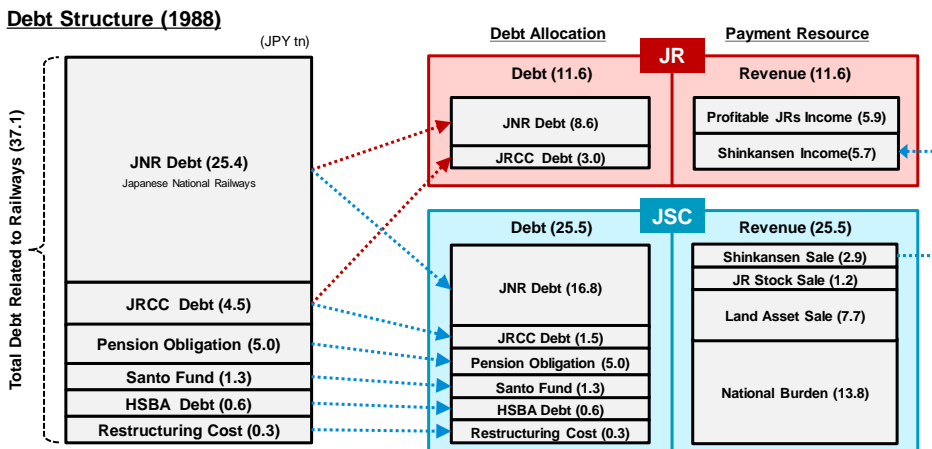 Debt Structure (1988)
(JPY tn)
Total Debt Related to Railways (37.1)
JNR Debt (25.4)
Japanese National Railways
JRCC Debt (4.5)
Pension Obligation (5.0)
Santo Fund (1.3)
HSBA Debt (0.6)
Restructuring Cost (0.3)
Debt Allocation
Payment Resource
JR
Debt (11.6)
JNR Debt (8.6)
JRCC Debt (3.0)
Revenue (11.6)
Profitable JRs Income (5.9)
Shinkansen Income(5.7)
JSC
Debt (25.5)
JNR Debt (16.8)
JRCC Debt (1.5)
Pension Obligation (5.0)
Santo Fund (1.3)
HSBA Debt (0.6)
Restructuring Cost (0.3)
Revenue (25.5)
Shinkansen Sale (2.9)
JR Stock Sale (1.2)
Land Asset Sale (7.7)
National Burden (13.8)